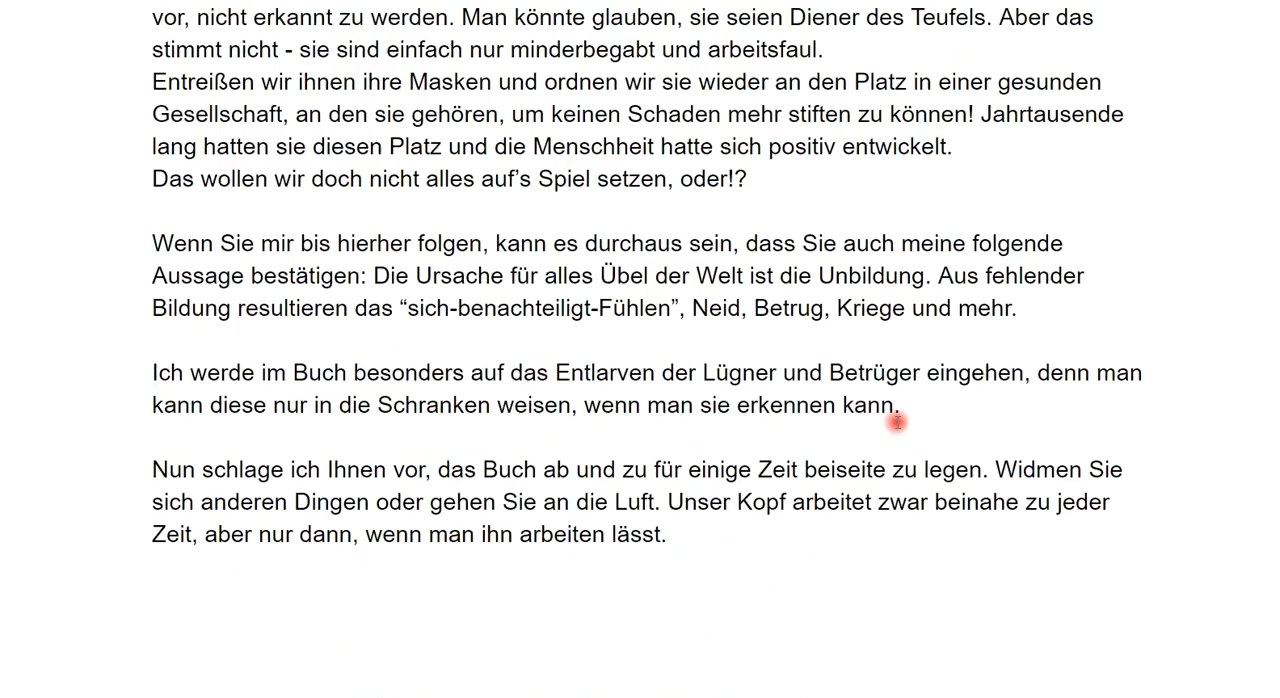 vor, nicht erkannt zu werden. Man könnte glauben, sie seien Diener des Teufels. Aber das
stimmt nicht - sie sind einfach nur minderbegabt und arbeitsfaul.
Entreißen wir ihnen ihre Masken und ordnen wir sie wieder an den Platz in einer gesunden
Gesellschaft, an den sie gehören, um keinen Schaden mehr stiften zu können! Jahrtausende
lang hatten sie diesen Platz und die Menschheit hatte sich positiv entwickelt.
Das wollen wir doch nicht alles auf’s Spiel setzen, oder!?
Wenn Sie mir bis hierher folgen, kann es durchaus sein, dass Sie auch meine folgende
Aussage bestätigen: Die Ursache für alles Übel der Welt ist die Unbildung. Aus fehlender
Bildung resultieren das “sich-benachteiligt-Fühlen”, Neid, Betrug, Kriege und mehr.
Ich werde im Buch besonders auf das Entlarven der Lügner und Betrüger eingehen, denn man
kann diese nur in die Schranken weisen, wenn man sie erkennen kann.
Nun schlage ich Ihnen vor, das Buch ab und zu für einige Zeit beiseite zu legen. Widmen Sie
sich anderen Dingen oder gehen Sie an die Luft. Unser Kopf arbeitet zwar beinahe zu jeder
Zeit, aber nur dann, wenn man ihn arbeiten lässt.